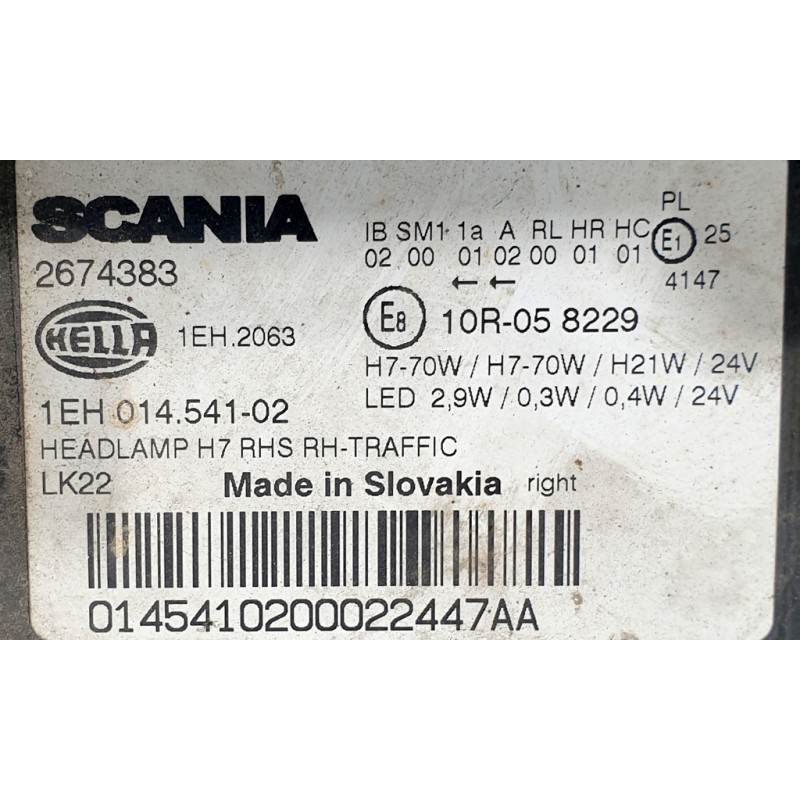 SCANIA
2674383
HELLA 1EH.2063
1EH 014.541-02
HEADLAMP H7 RHS RH-TRAFFIC
LK22 Made in Slovakia right
0145410200022447AA
PL
IB SM1 1a A RL HR HC E1 25
02 00 01 02 00 01 01
← ← 4147
E8 10R-05 8229
H7-70W / H7-70W / H21W / 24V
LED 2,9W / 0,3W / 0,4W / 24V